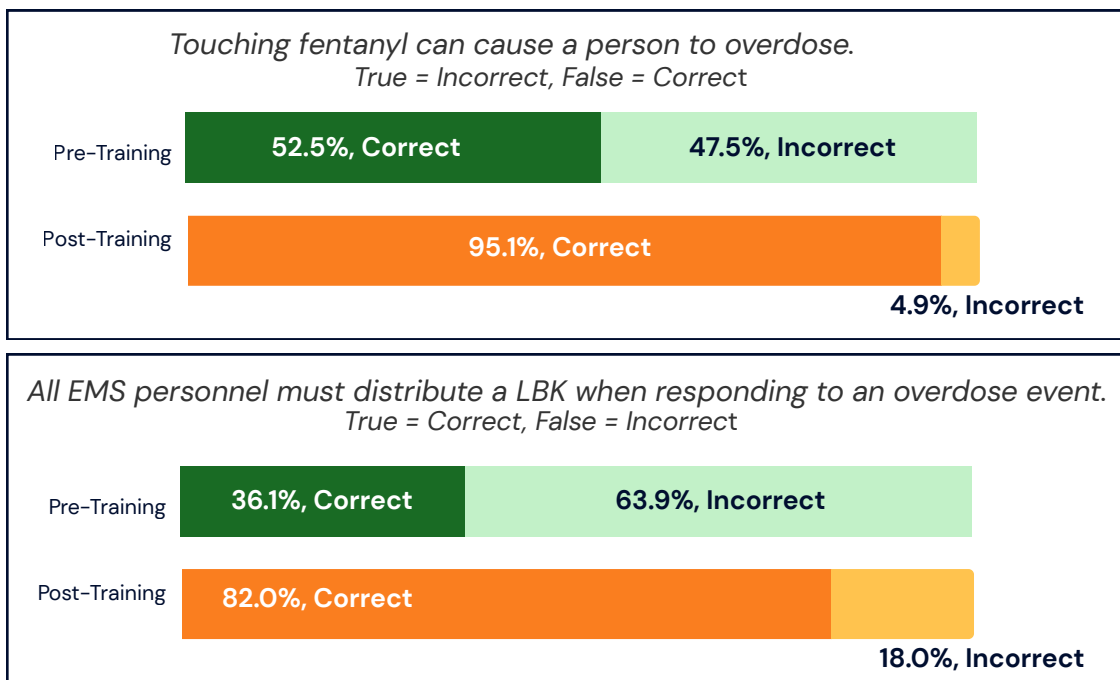 Touching fentanyl can cause a person to overdose.
True = Incorrect, False = Correct
Pre-Training
52.5%, Correct
47.5%, Incorrect
Post-Training
95.1%, Correct
4.9%, Incorrect
All EMS personnel must distribute a LBK when responding to an overdose event.
True = Correct, False = Incorrect
Pre-Training
36.1%, Correct
63.9%, Incorrect
Post-Training
82.0%, Correct
18.0%, Incorrect